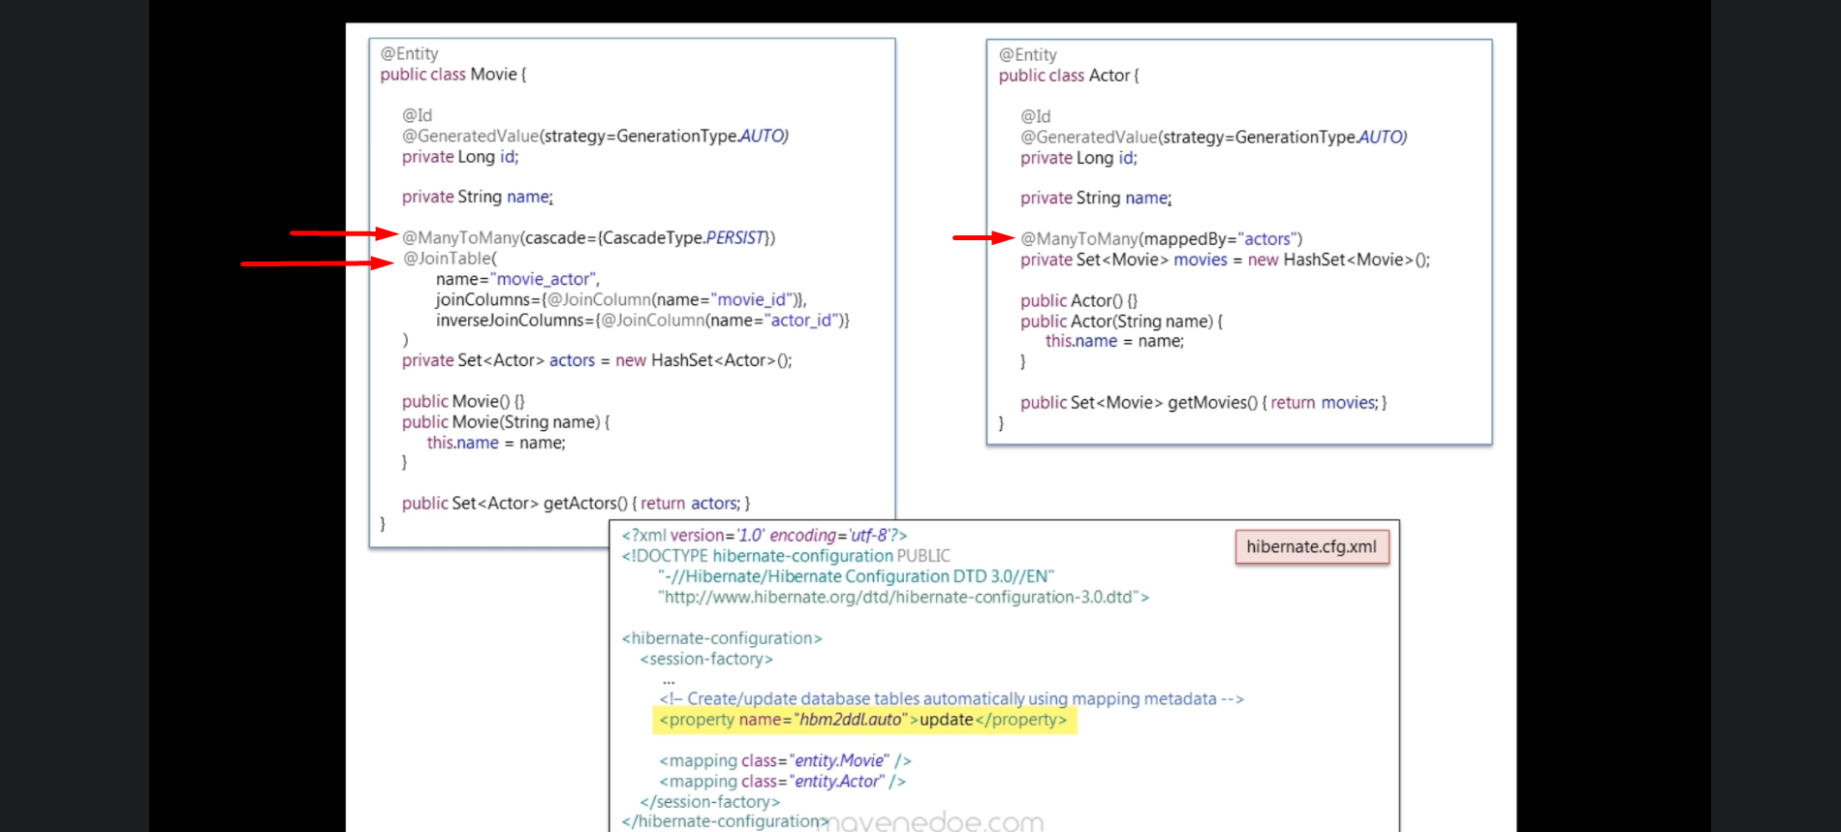 @Entity
public class Movie {
@Id
@GeneratedValue(strategy=GenerationType.AUTO)
private Long id;
private String name;
@ManyToMany(cascade={CascadeType.PERSIST})
@JoinTable(
name="movie_actor",
joinColumns={@JoinColumn(name="movie_id")},
inverseJoinColumns={@JoinColumn(name="actor_id")}
)
private Set<Actor> actors = new HashSet<Actor>();
public Movie() {}
public Movie(String name) {
this.name = name;
}
public Set<Actor> getActors() { return actors; }
}
@Entity
public class Actor {
@Id
@GeneratedValue(strategy=GenerationType.AUTO)
private Long id;
private String name;
@ManyToMany(mappedBy="actors")
private Set<Movie> movies = new HashSet<Movie>();
public Actor() {}
public Actor(String name) {
this.name = name;
}
public Set<Movie> getMovies() { return movies; }
}
hibernate.cfg.xml
<?xml version='1.0' encoding='utf-8'?>
<!DOCTYPE hibernate-configuration PUBLIC
"-//Hibernate/Hibernate Configuration DTD 3.0//EN"
"http://www.hibernate.org/dtd/hibernate-configuration-3.0.dtd">
<hibernate-configuration>
<session-factory>
...
<!– Create/update database tables automatically using mapping metadata -->
<property name="hbm2ddl.auto">update</property>
<mapping class="entity.Movie" />
<mapping class="entity.Actor" />
</session-factory>
</hibernate-configuration>